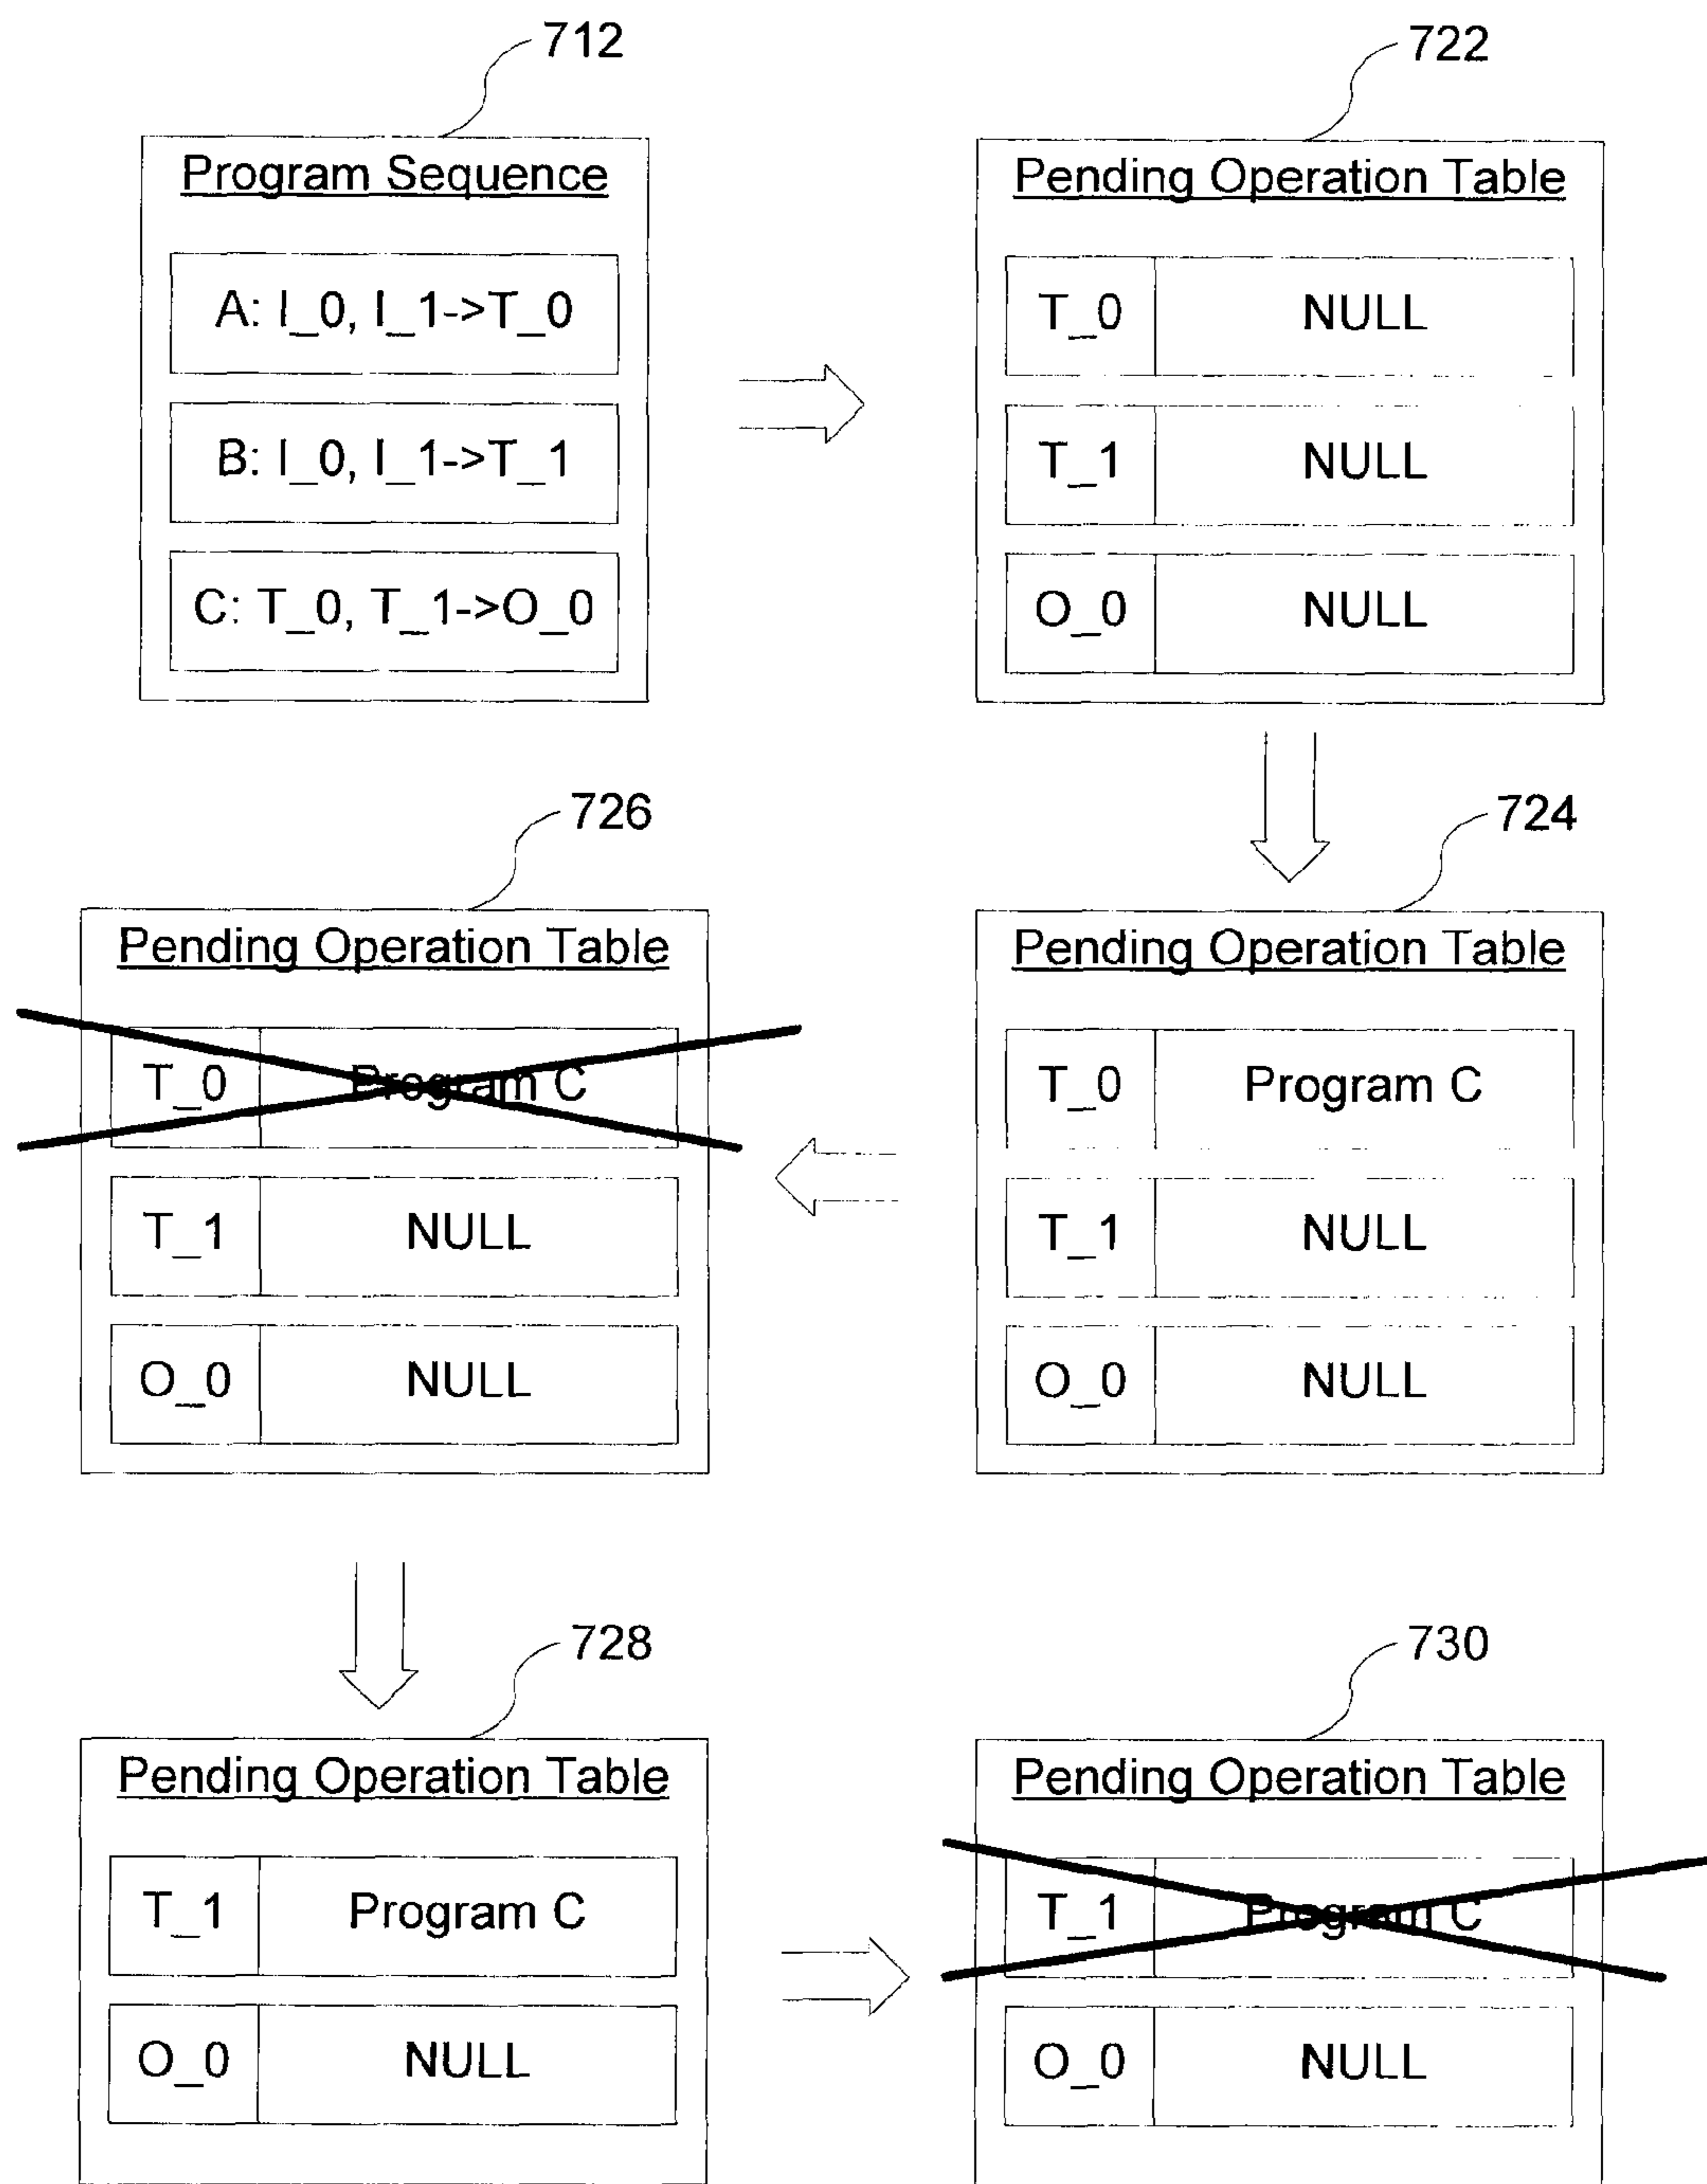 712
Program Sequence
A: I_0, I_1->T_0
B: I_0, I_1->T_1
C: T_0, T_1->O_0
722
Pending Operation Table
T_0 NULL
T_1 NULL
O_0 NULL
726
Pending Operation Table
T_0 Program C
T_1 NULL
O_0 NULL
724
Pending Operation Table
T_0 Program C
T_1 NULL
O_0 NULL
728
Pending Operation Table
T_1 Program C
O_0 NULL
730
Pending Operation Table
T_1 Program C
O_0 NULL